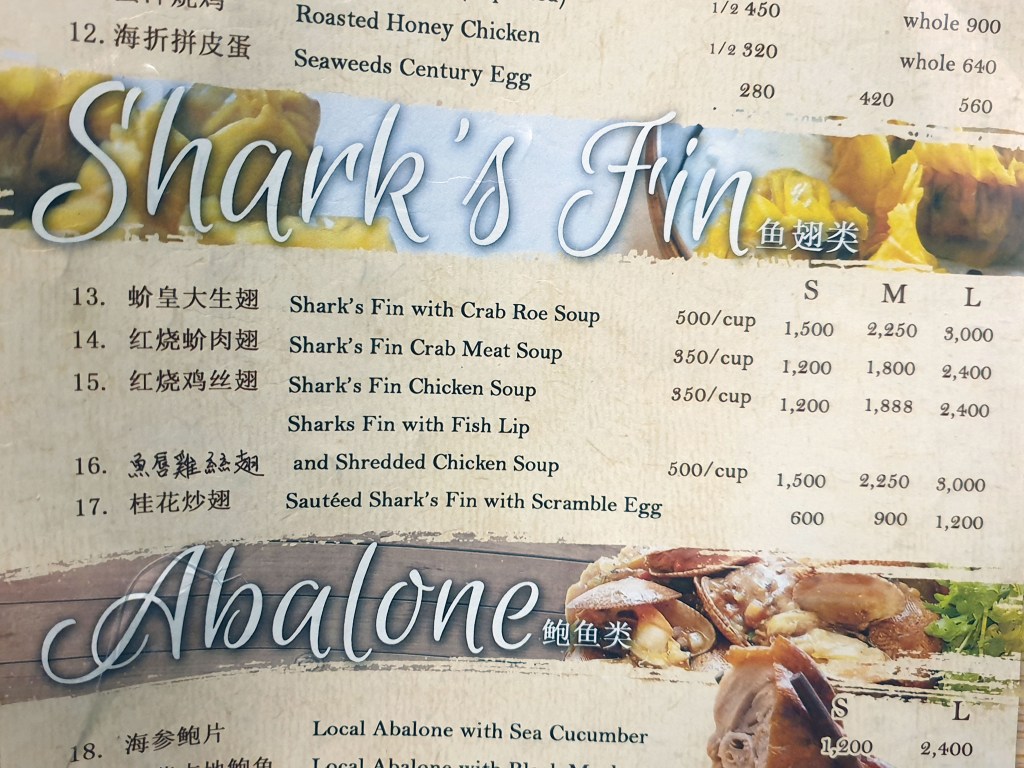 烧鸡
1/2 450 whole 900
Roasted Honey Chicken 1/2 320 whole 640
12. 海折拼皮蛋 Seaweeds Century Egg 280 420 560
Shark's Fin 鱼翅类
S M L
13. 蚧皇大生翅 Shark's Fin with Crab Roe Soup 500/cup 1,500 2,250 3,000
14. 红烧蚧肉翅 Shark's Fin Crab Meat Soup 350/cup 1,200 1,800 2,400
15. 红烧鸡丝翅 Shark's Fin Chicken Soup 350/cup 1,200 1,888 2,400
Sharks Fin with Fish Lip
16. 魚唇雞絲翅 and Shredded Chicken Soup 500/cup 1,500 2,250 3,000
17. 桂花炒翅 Sautéed Shark's Fin with Scramble Egg 600 900 1,200
Abalone 鲍鱼类
S L
18. 海参鲍片 Local Abalone with Sea Cucumber 1,200 2,400
Local Abalone with Black